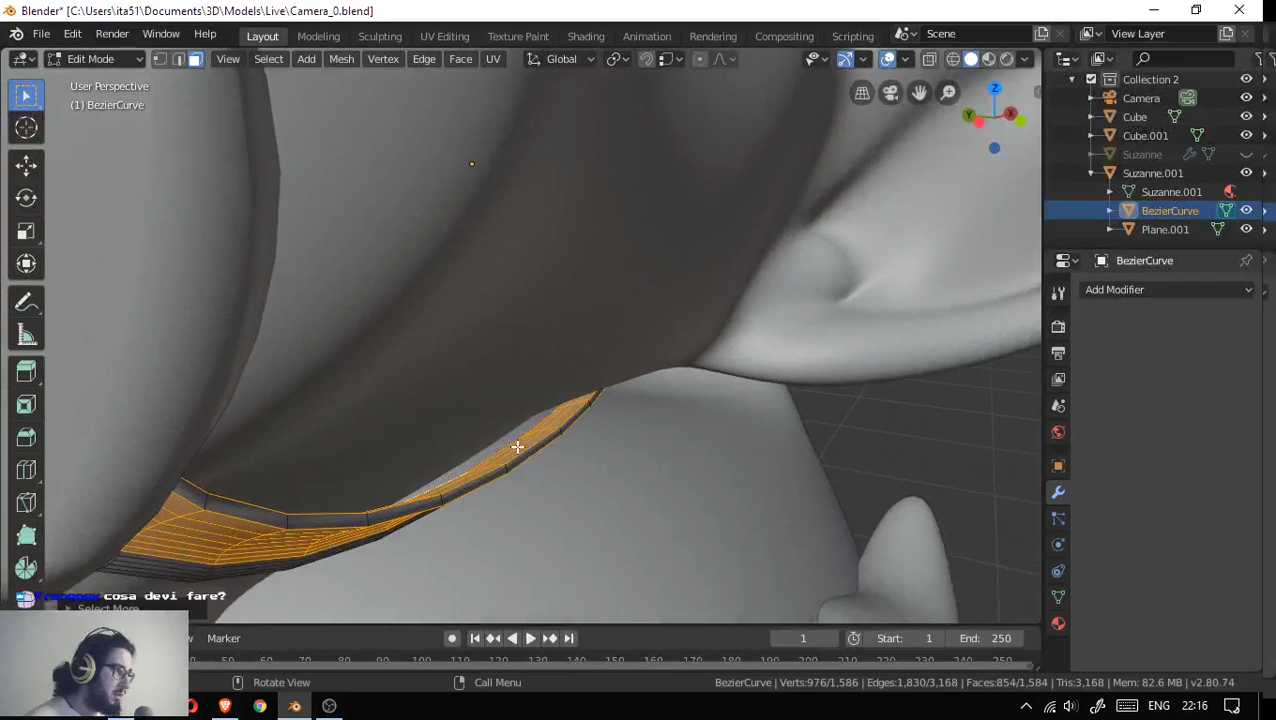 Blender* [C:\Users\ita51\Documents\3D\Models\Live\Camera_0.blend]
File Edit Render Window Help Layout Modeling Sculpting UV Editing Texture Paint Shading Animation Rendering Compositing Scene View Layer
Edit Mode View Select Add Mesh Vertex Edge Face UV Global
User Perspective
(1) BezierCurve
Z
Y
X
Collection 2
Camera
Cube
Cube.001
Suzanne
Suzanne.001
Suzanne.001
BezierCurve
Plane.001
BezierCurve
Add Modifier
cosa devi fare?
Select More
Marker 1 Start: 1 End: 250
50 60 70 80 90 100 110 120 130 140 150 160 170 180 190 200 210 220 230 240 250
Rotate View Call Menu BezierCurve | Verts:976/1,586 | Edges:1,830/3,168 | Faces:854/1,584 | Tris:3,168 | Mem: 82.6 MB | v2.80.74
ENG 22:16